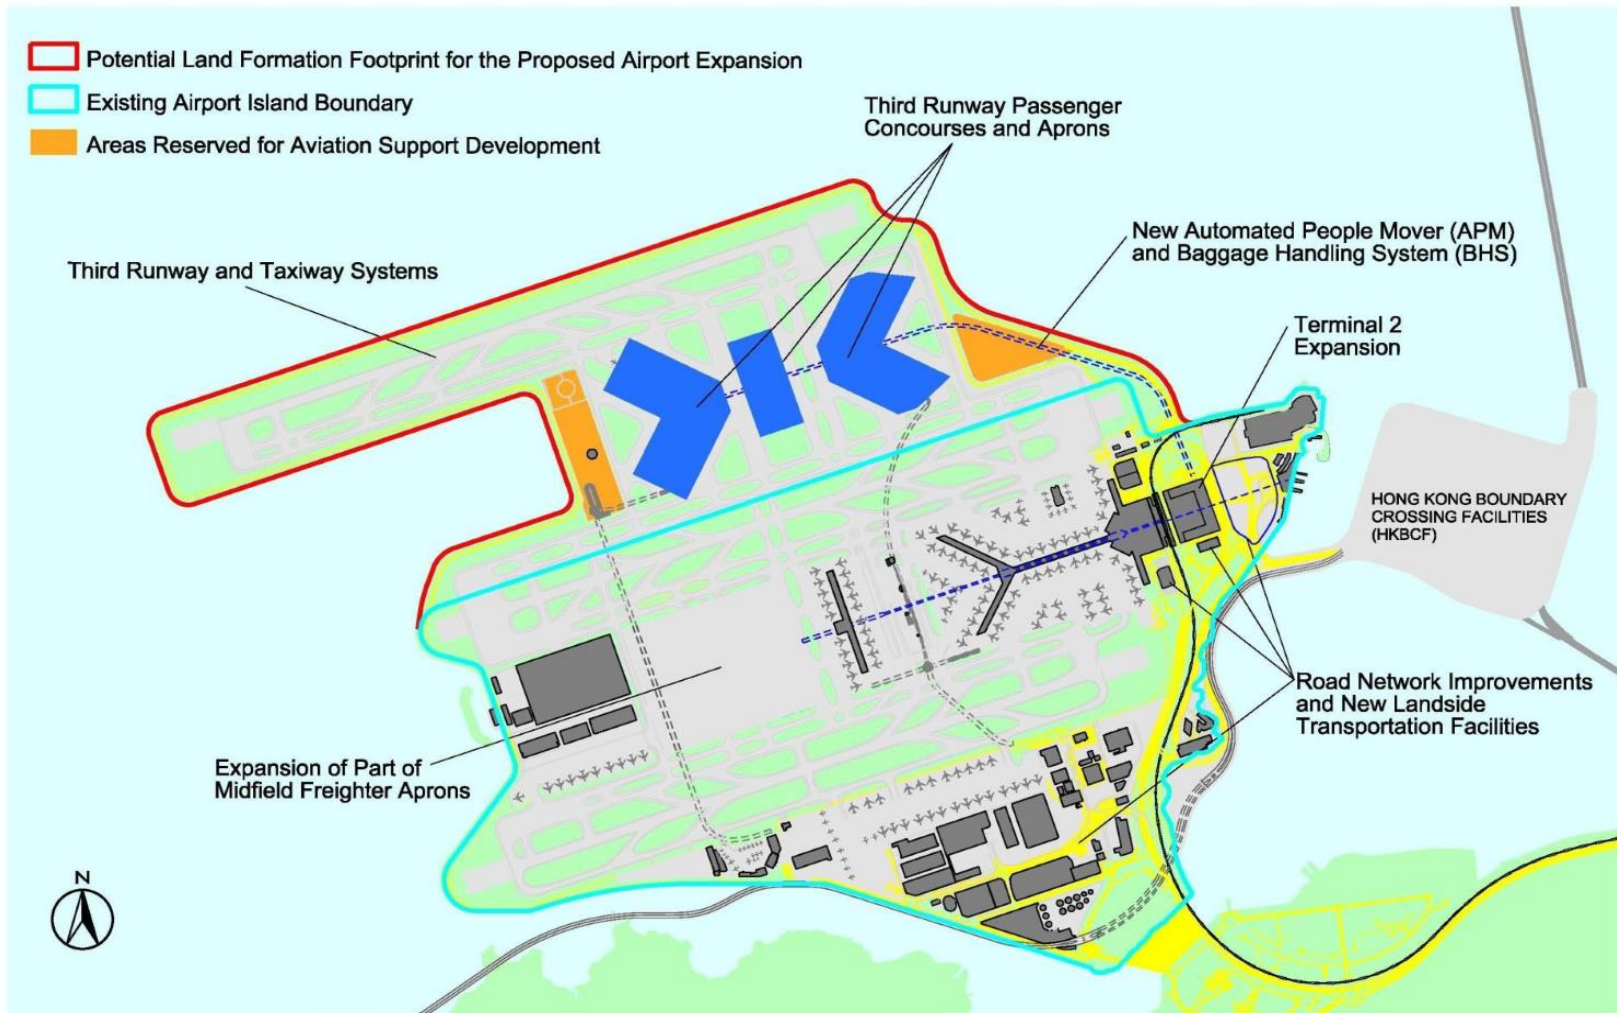 Potential Land Formation Footprint for the Proposed Airport Expansion
Existing Airport Island Boundary
Areas Reserved for Aviation Support Development
Third Runway Passenger
Concourses and Aprons
New Automated People Mover (APM)
and Baggage Handling System (BHS)
Third Runway and Taxiway Systems
Terminal 2
Expansion
HONG KONG BOUNDARY
CROSSING FACILITIES
(HKBCF)
Road Network Improvements
and New Landside
Transportation Facilities
Expansion of Part of
Midfield Freighter Aprons
N